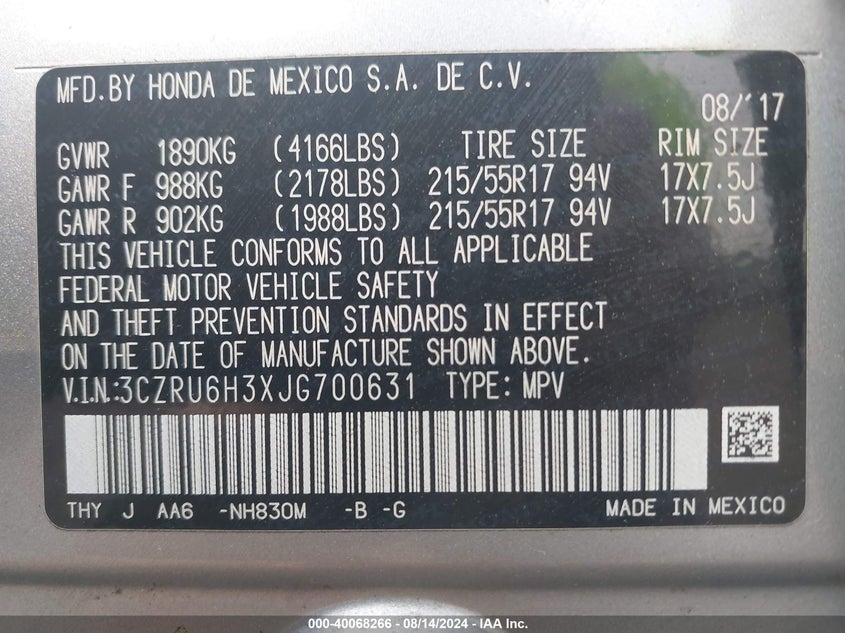 MFD. BY HONDA DE MEXICO S.A. DE C.V.
08/'17
GVWR 1890KG (4166LBS) TIRE SIZE RIM SIZE
GAWR F 988KG (2178LBS) 215/55R17 94V 17X7.5J
GAWR R 902KG (1988LBS) 215/55R17 94V 17X7.5J
THIS VEHICLE CONFORMS TO ALL APPLICABLE
FEDERAL MOTOR VEHICLE SAFETY
AND THEFT PREVENTION STANDARDS IN EFFECT
ON THE DATE OF MANUFACTURE SHOWN ABOVE.
V.I.N.:3CZRU6H3XJG700631 TYPE: MPV
THY J AA6 -NH830M -B -G MADE IN MEXICO
000-40068266 - 08/14/2024 - IAA Inc.